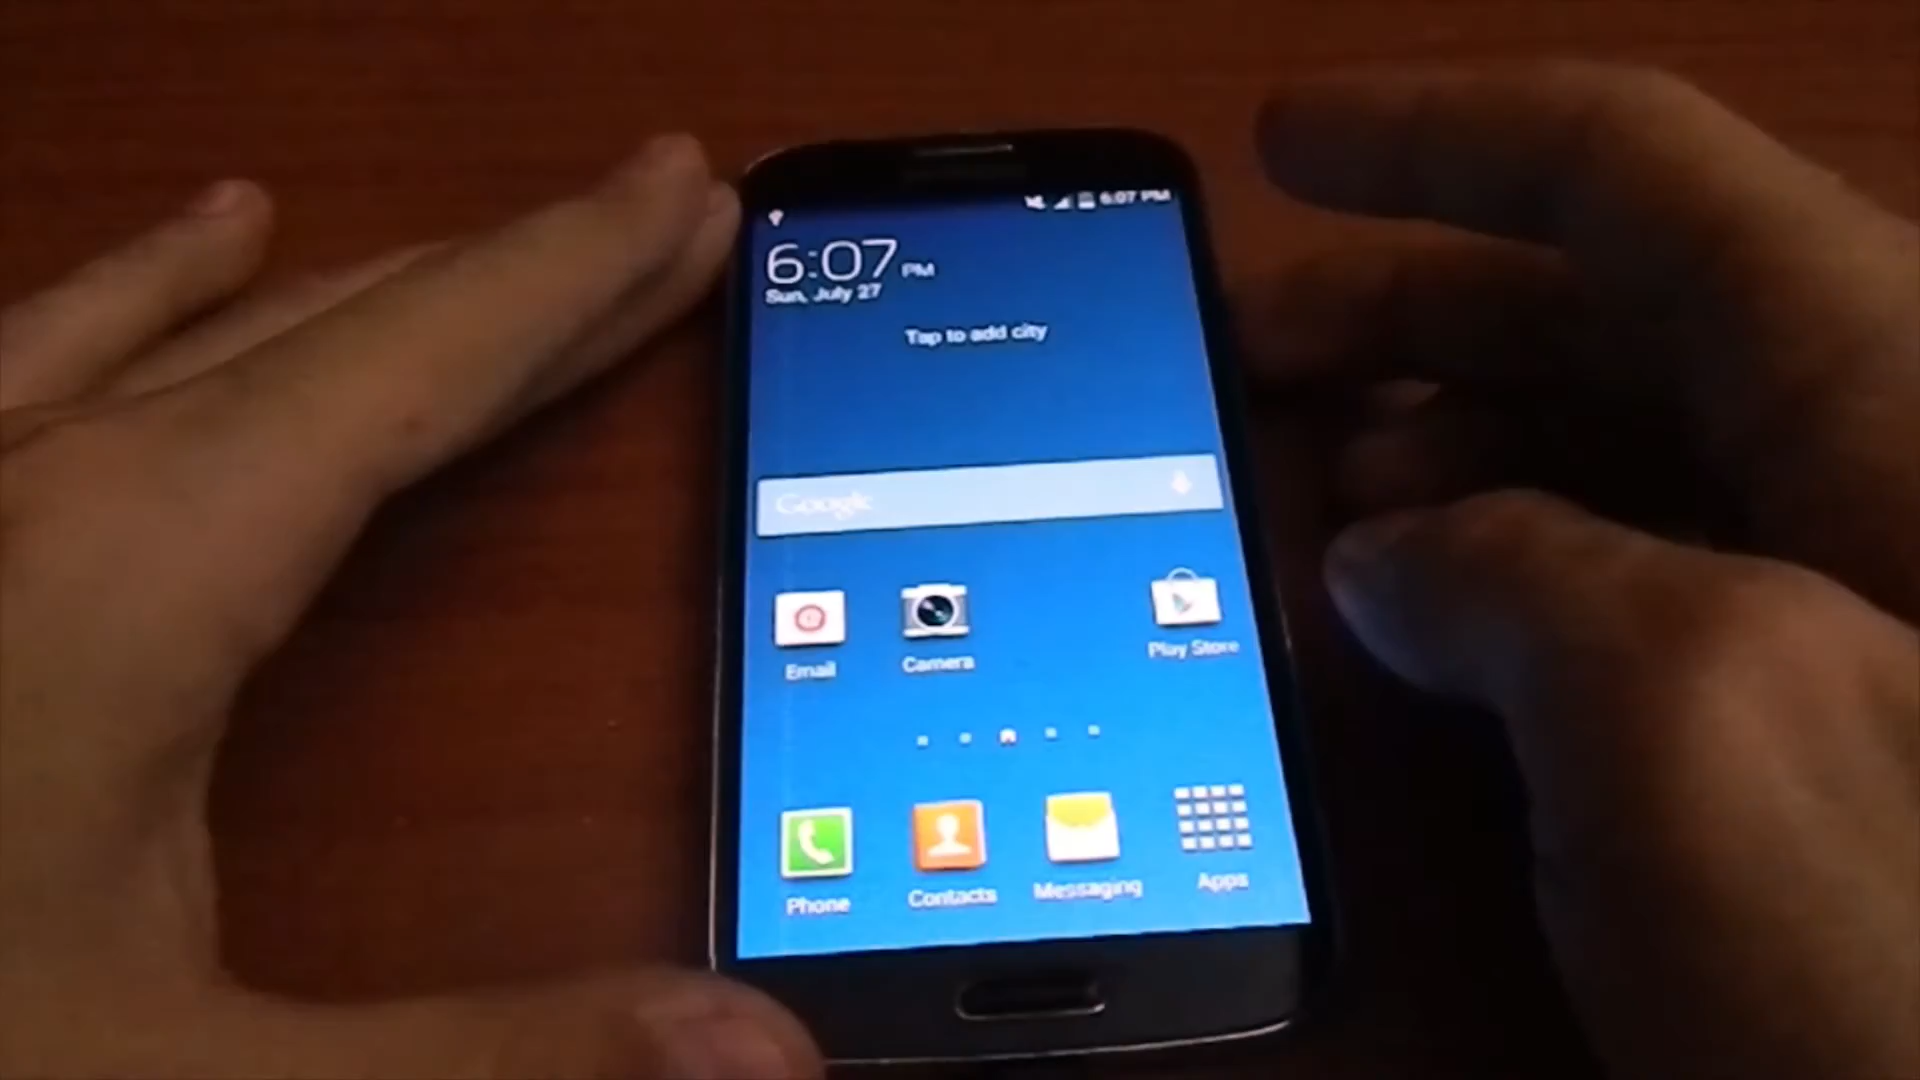 6:07 PM
6:07 PM
Sun, July 27
Tap to add city
Google
Email
Camera
Play Store
Phone
Contacts
Messaging
Apps